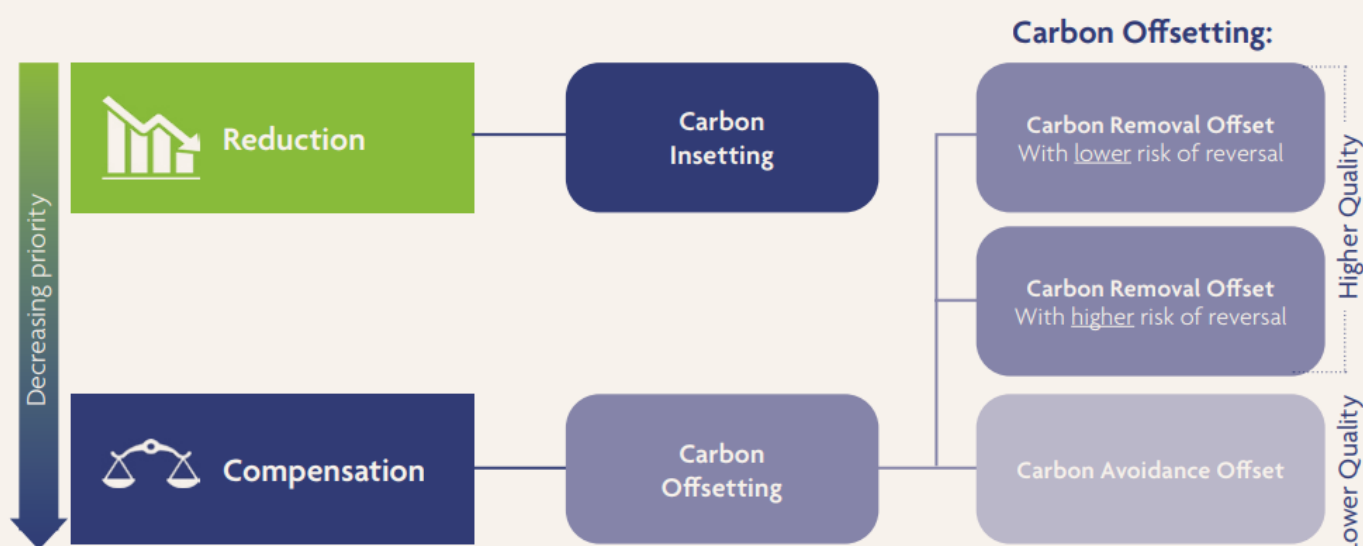 Carbon Offsetting:
Decreasing priority
Reduction
Carbon
Insetting
Carbon Removal Offset
With lower risk of reversal
Carbon Removal Offset
With higher risk of reversal
Higher Quality
Compensation
Carbon
Offsetting
Carbon Avoidance Offset
Lower Quality